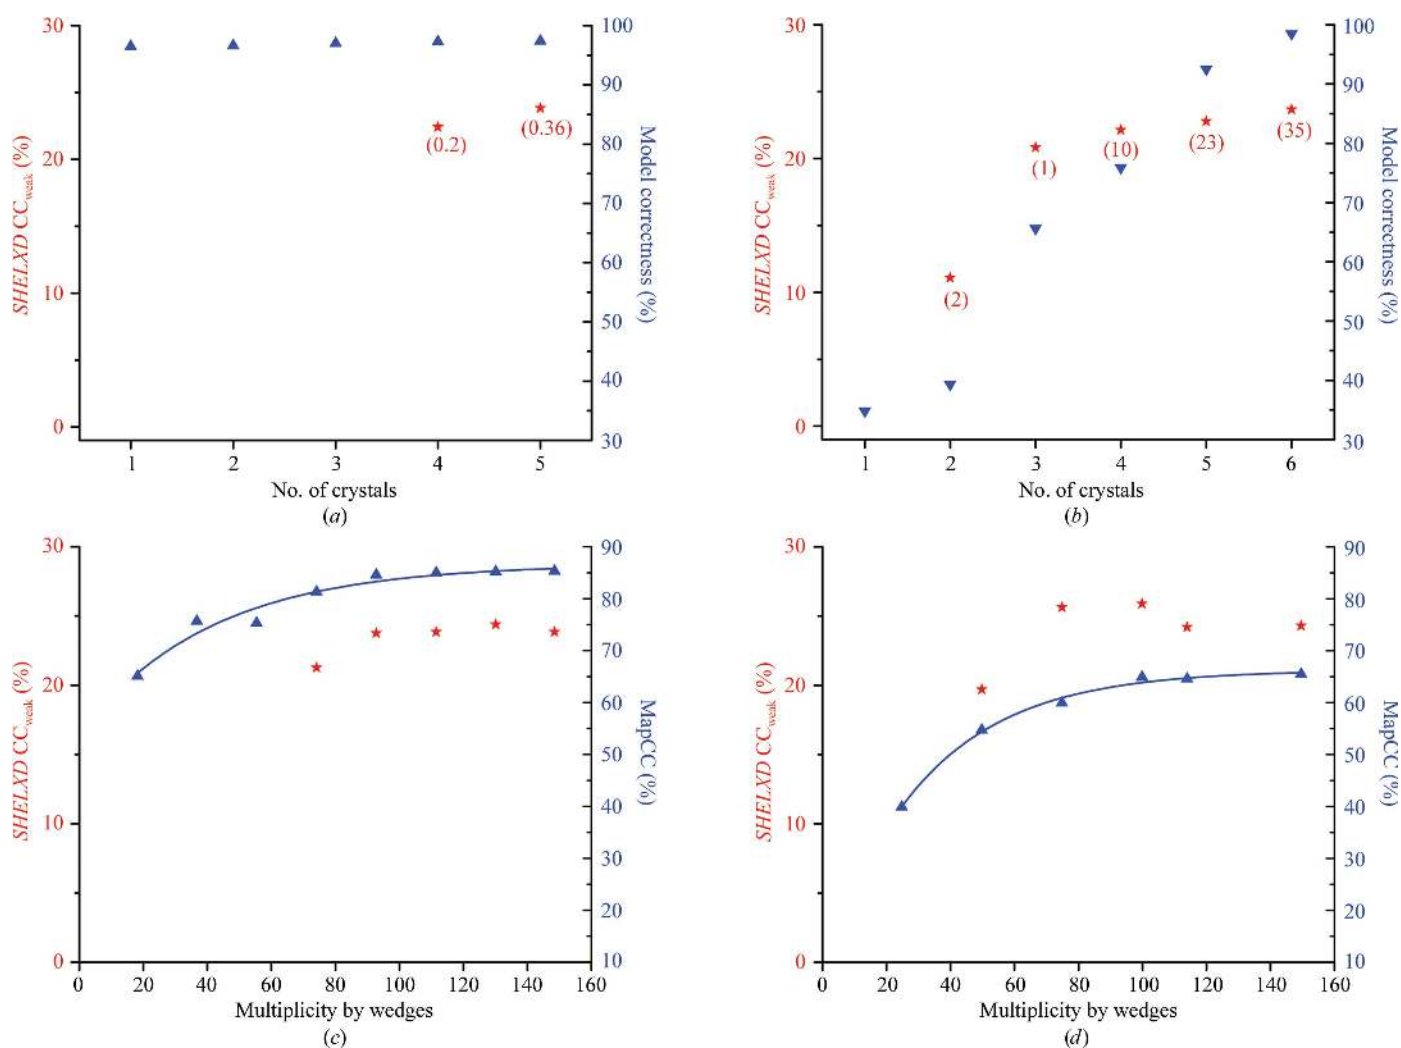 30
20
10
0
SHELXD CCweak (%)
(0.2)
(0.36)
100
90
80
70
60
50
40
30
Model correctness (%)
1 2 3 4 5
No. of crystals
(a)
30
20
10
0
SHELXD CCweak (%)
(2)
(1)
(10)
(23)
(35)
100
90
80
70
60
50
40
30
Model correctness (%)
1 2 3 4 5 6
No. of crystals
(b)
30
20
10
0
SHELXD CCweak (%)
90
80
70
60
50
40
30
20
10
MapCC (%)
0 20 40 60 80 100 120 140 160
Multiplicity by wedges
(c)
30
20
10
0
SHELXD CCweak (%)
90
80
70
60
50
40
30
20
10
MapCC (%)
0 20 40 60 80 100 120 140 160
Multiplicity by wedges
(d)